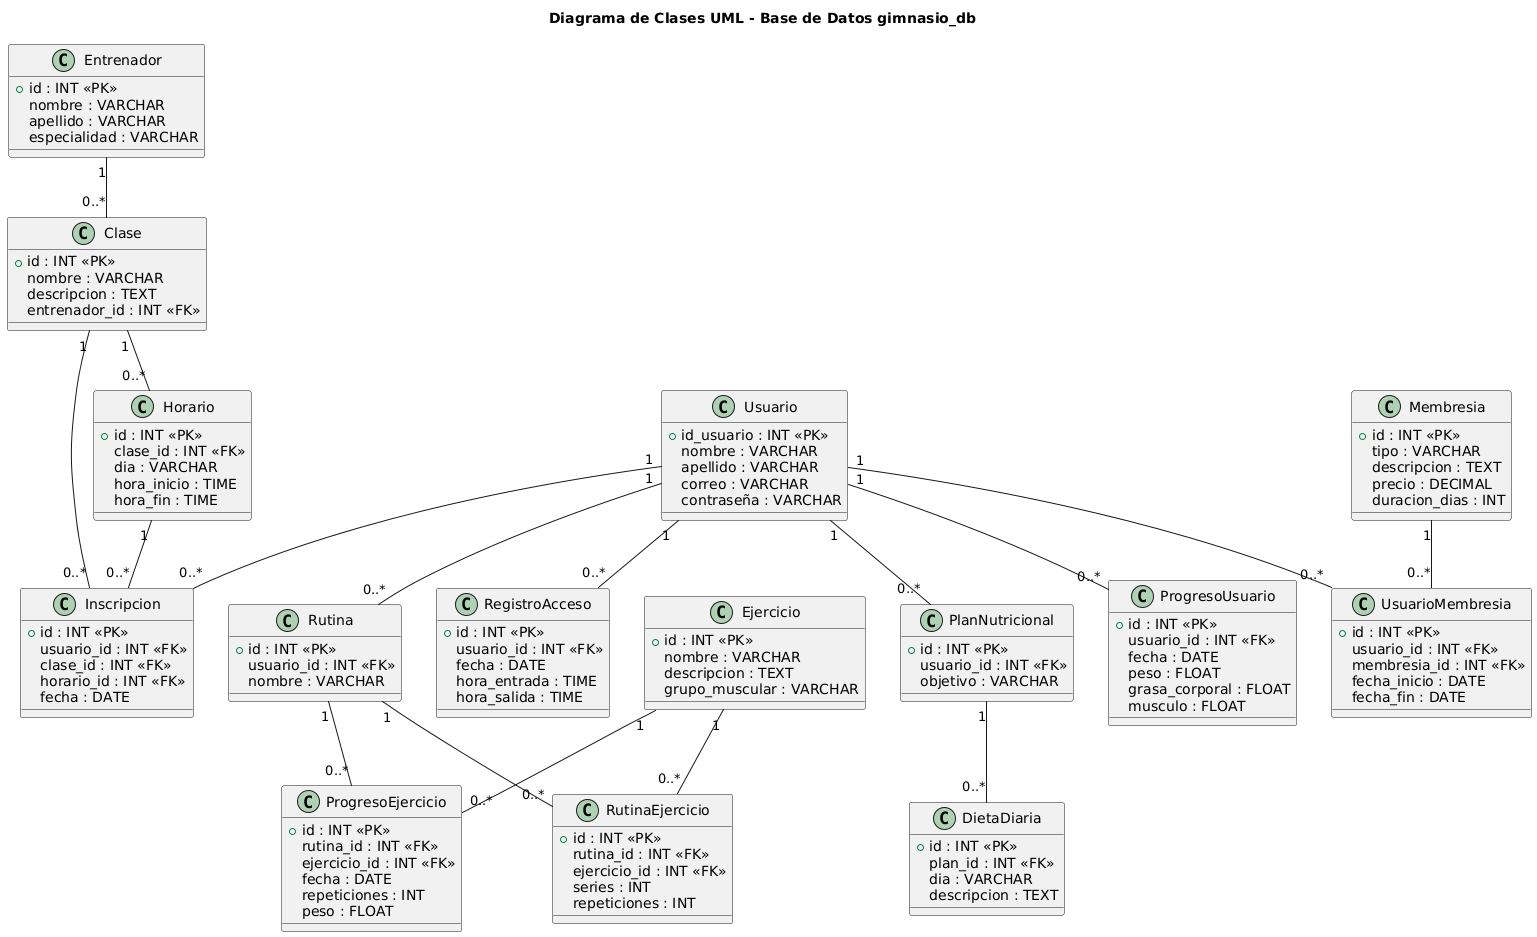 Diagrama de Clases UML - Base de Datos gimnasio_db
C Entrenador
id : INT «PK»
nombre : VARCHAR
apellido : VARCHAR
especialidad : VARCHAR
1
0..*
C Clase
id : INT «PK»
nombre : VARCHAR
descripcion : TEXT
entrenador_id : INT «FK»
1
1
0..*
C Horario
id : INT «PK»
clase_id : INT «FK»
dia : VARCHAR
hora_inicio : TIME
hora_fin : TIME
1
C Usuario
id_usuario : INT «PK»
nombre : VARCHAR
apellido : VARCHAR
correo : VARCHAR
contraseña : VARCHAR
1
1
1
1
1
1
C Membresia
id : INT «PK»
tipo : VARCHAR
descripcion : TEXT
precio : DECIMAL
duracion_dias : INT
1
0..*
0..*
0..*
0..*
0..*
0..*
0..*
0..*
0..*
C Inscripcion
id : INT «PK»
usuario_id : INT «FK»
clase_id : INT «FK»
horario_id : INT «FK»
fecha : DATE
C Rutina
id : INT «PK»
usuario_id : INT «FK»
nombre : VARCHAR
1
1
C RegistroAcceso
id : INT «PK»
usuario_id : INT «FK»
fecha : DATE
hora_entrada : TIME
hora_salida : TIME
C Ejercicio
id : INT «PK»
nombre : VARCHAR
descripcion : TEXT
grupo_muscular : VARCHAR
1
1
C PlanNutricional
id : INT «PK»
usuario_id : INT «FK»
objetivo : VARCHAR
1
C ProgresoUsuario
id : INT «PK»
usuario_id : INT «FK»
fecha : DATE
peso : FLOAT
grasa_corporal : FLOAT
musculo : FLOAT
C UsuarioMembresia
id : INT «PK»
usuario_id : INT «FK»
membresia_id : INT «FK»
fecha_inicio : DATE
fecha_fin : DATE
0..*
0..*
0..*
0..*
0..*
C ProgresoEjercicio
id : INT «PK»
rutina_id : INT «FK»
ejercicio_id : INT «FK»
fecha : DATE
repeticiones : INT
peso : FLOAT
C RutinaEjercicio
id : INT «PK»
rutina_id : INT «FK»
ejercicio_id : INT «FK»
series : INT
repeticiones : INT
C DietaDiaria
id : INT «PK»
plan_id : INT «FK»
dia : VARCHAR
descripcion : TEXT